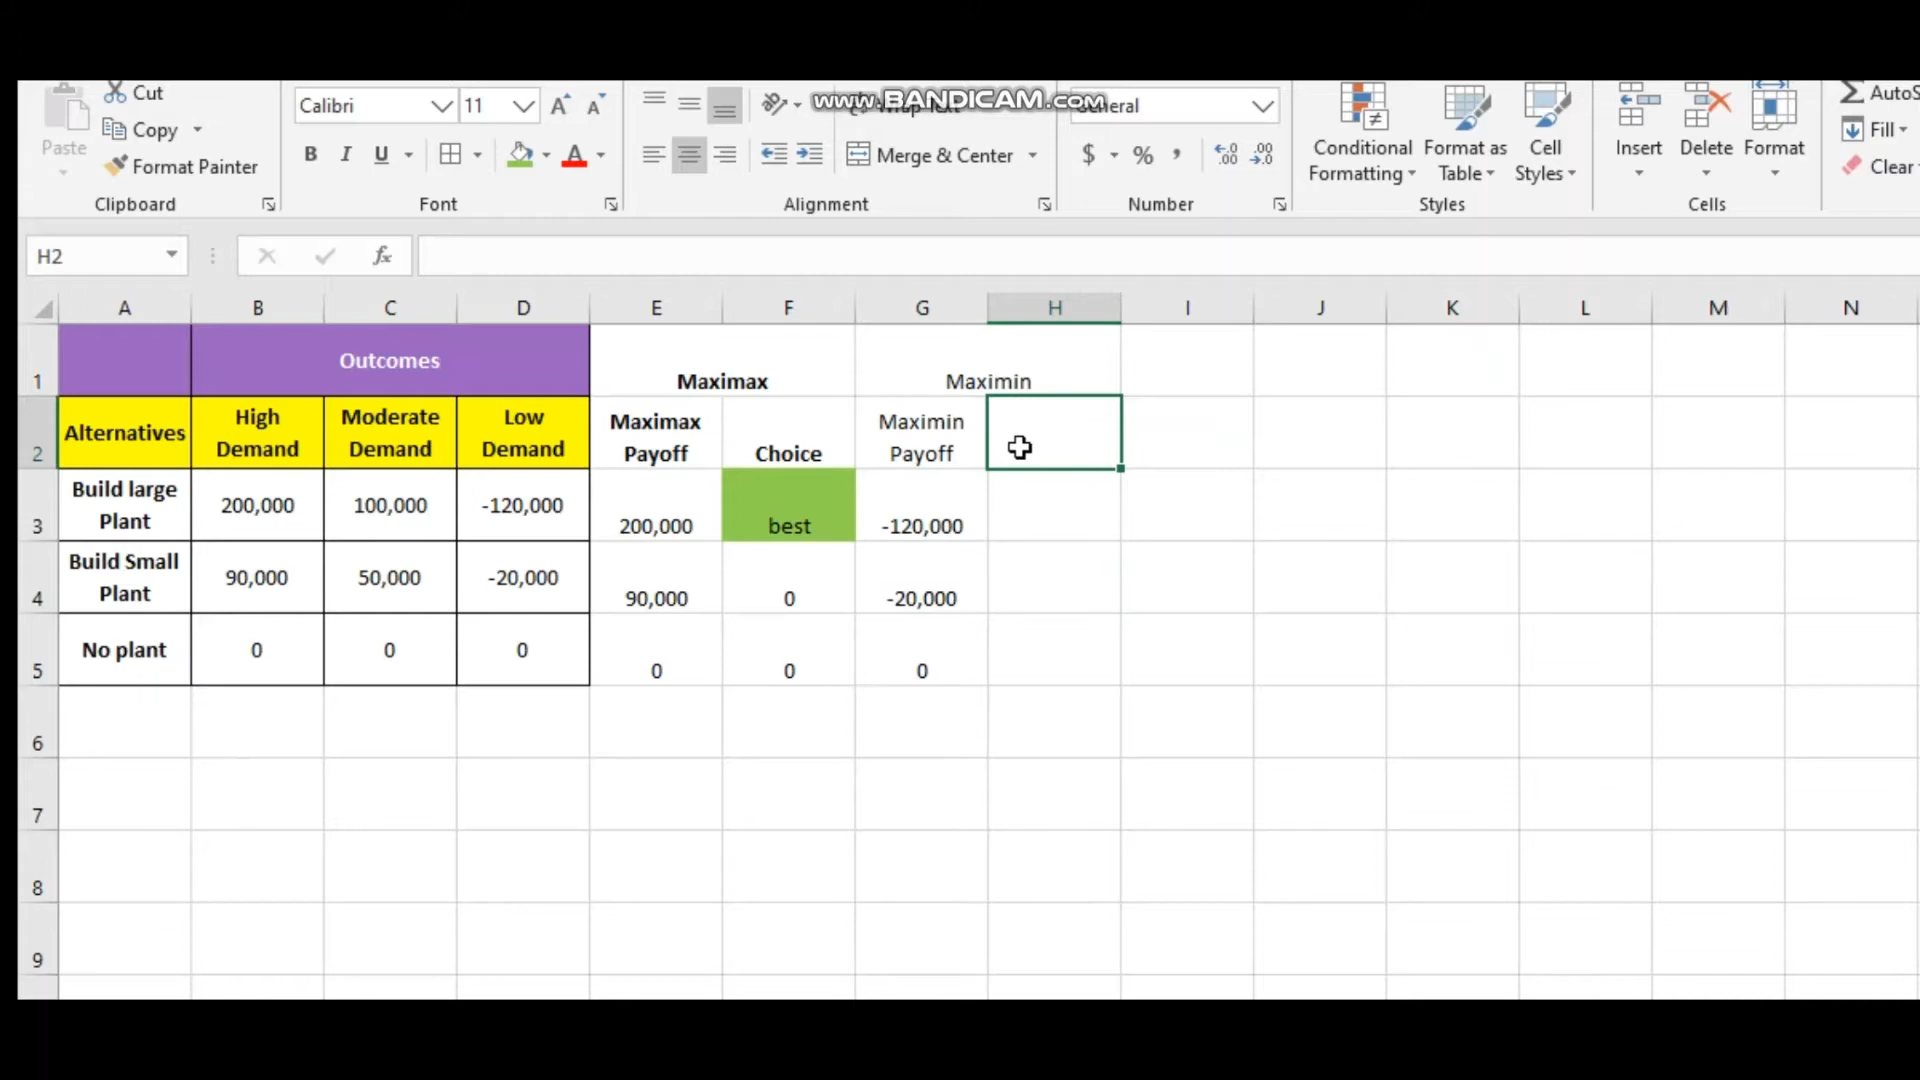 Cut
Copy
Paste
Format Painter
Clipboard
Calibri
11
B I U
Font
www.BANDICAM.com
Merge & Center
Alignment
$ % ,
Number
Conditional
Formatting
Format as
Table
Cell
Styles
Styles
Insert
Delete
Format
Cells
AutoS
Fill
Clear
H2
fx
A B C D E F G H I J K L M N
1 Outcomes Maximax Maximin
2 Alternatives
High
Demand
Moderate
Demand
Low
Demand
Maximax
Payoff
Choice
Maximin
Payoff
3 Build large
Plant
200,000 100,000 -120,000 200,000 best -120,000
4 Build Small
Plant
90,000 50,000 -20,000 90,000 0 -20,000
5 No plant 0 0 0 0 0 0
6
7
8
9